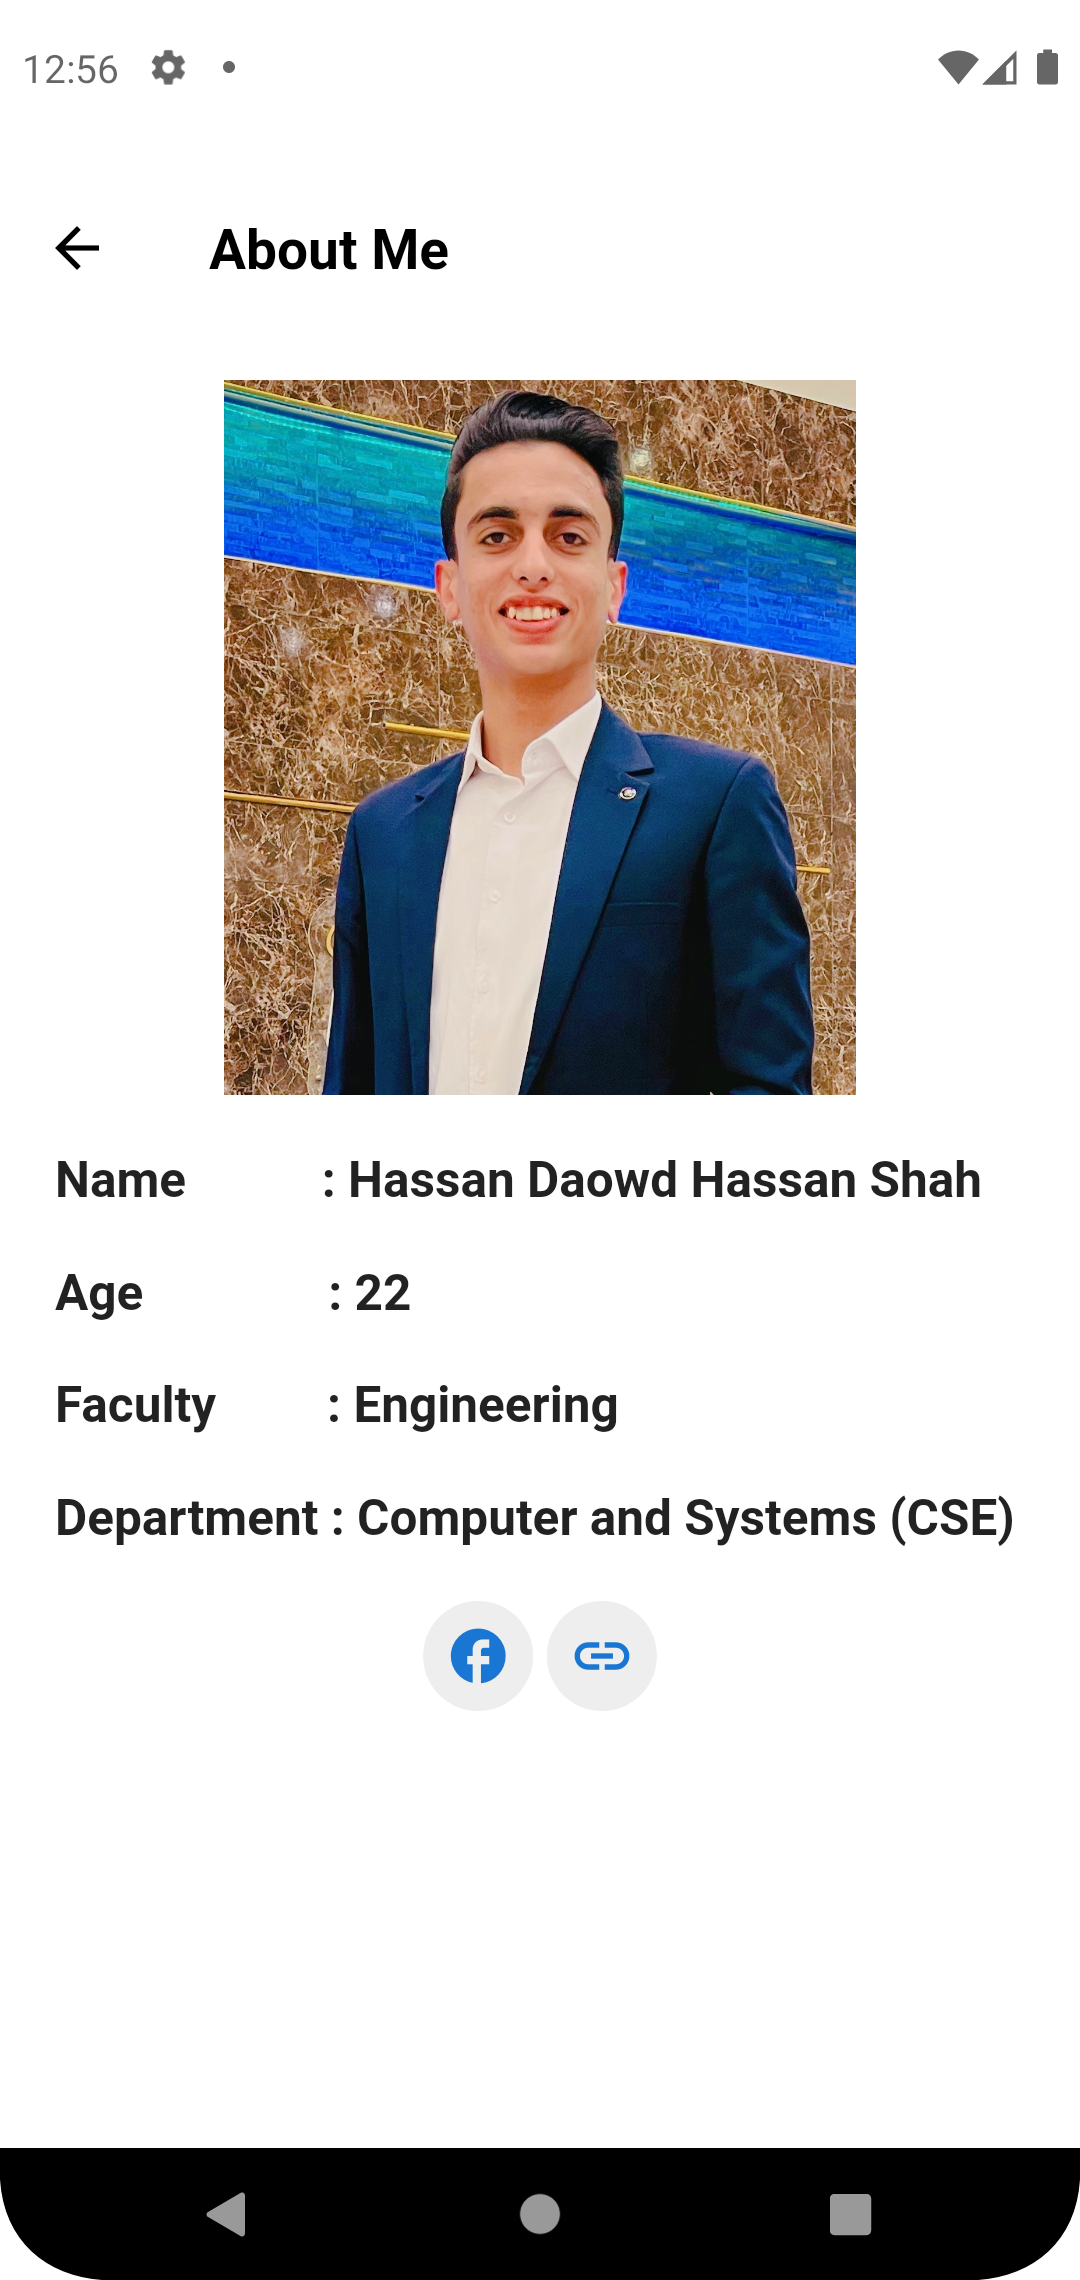 12:56
About Me
Name : Hassan Daowd Hassan Shah
Age : 22
Faculty : Engineering
Department : Computer and Systems (CSE)